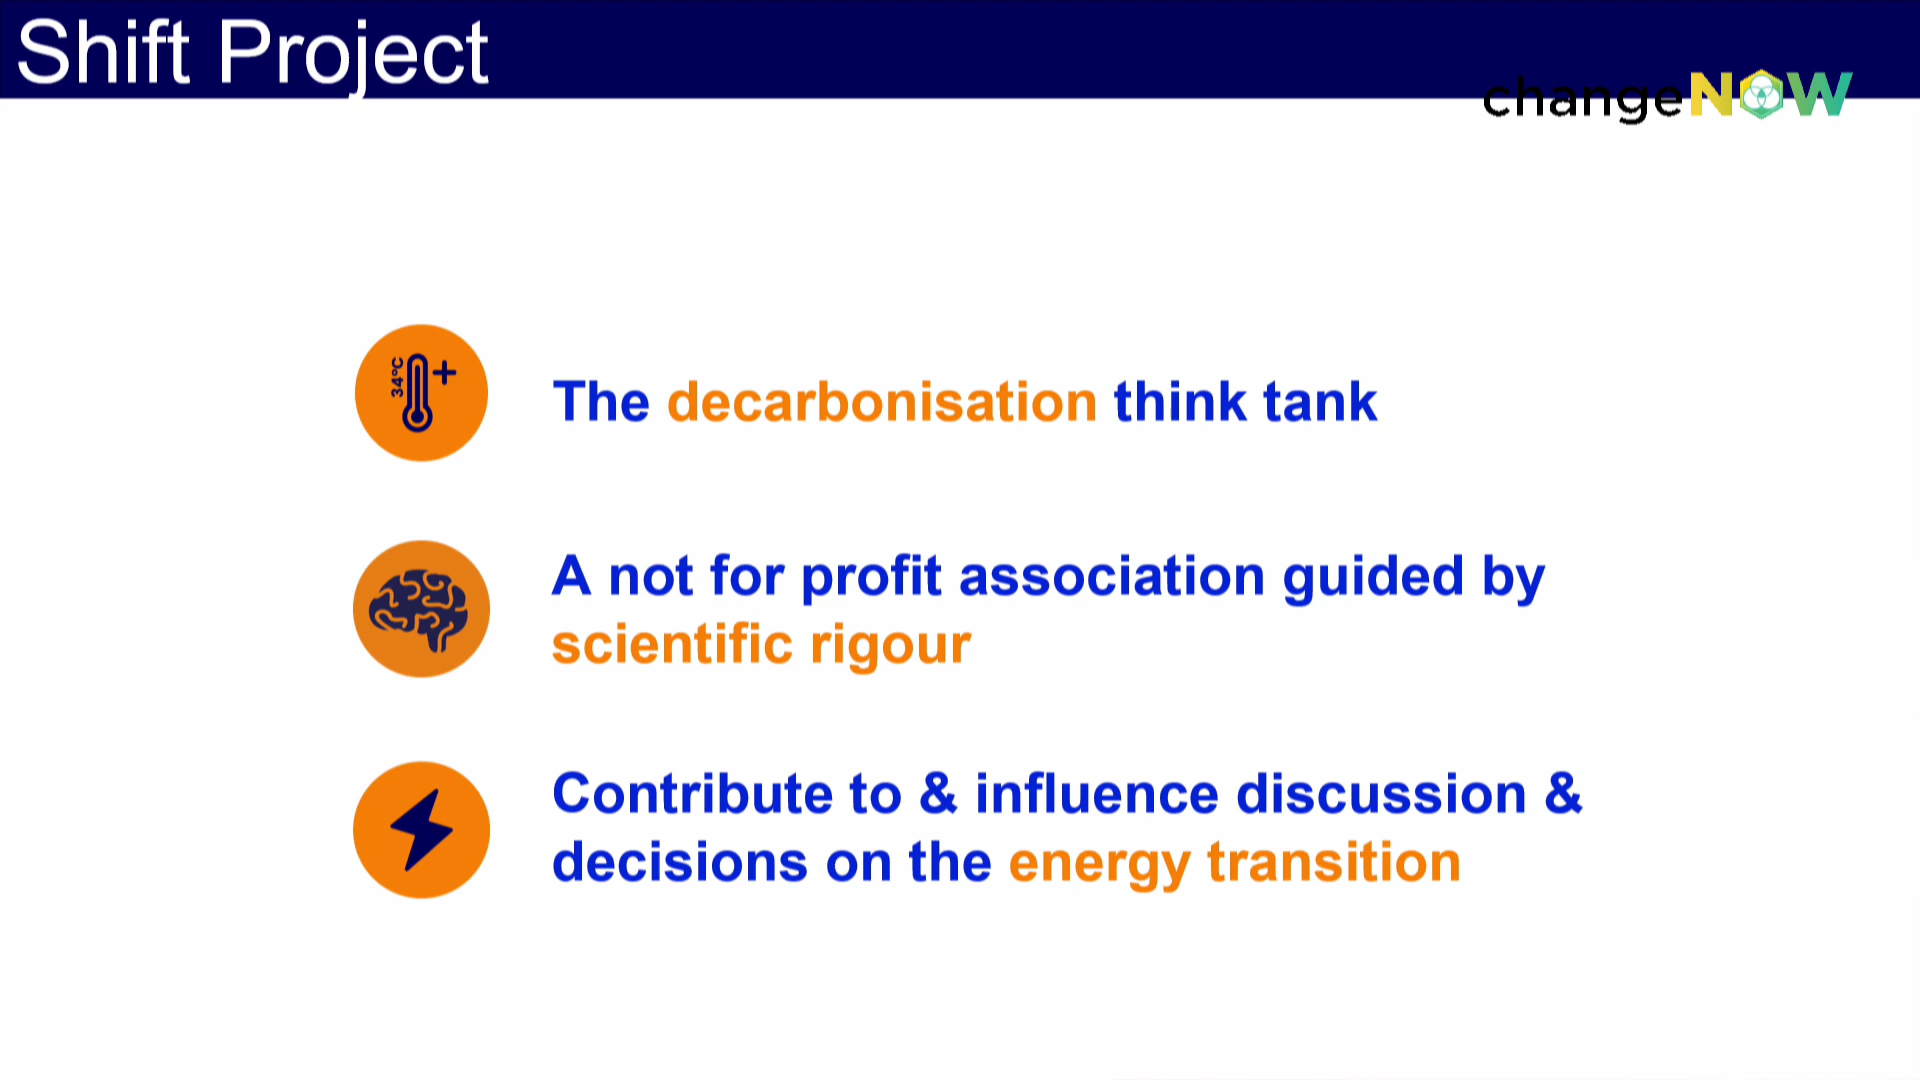 Shift Project
changeNOW
34°C
The decarbonisation think tank
A not for profit association guided by
scientific rigour
Contribute to & influence discussion &
decisions on the energy transition